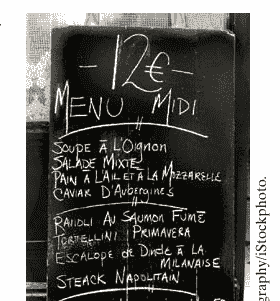 12€
MENU MIDI
SOUPE À L'OIGNON
SALADE MIXTE
PAIN À L'AIL ET À LA MOZZARELLE
CAVIAR D'AUBERGINES
RAIIOLI AU SAUMON FUMÉ
TORTELLINI PRIMAVERA
ESCALOPE DE DINDE À LA
MILANAISE
STEACK NAPOLITAIN
graphy/iStockphoto.